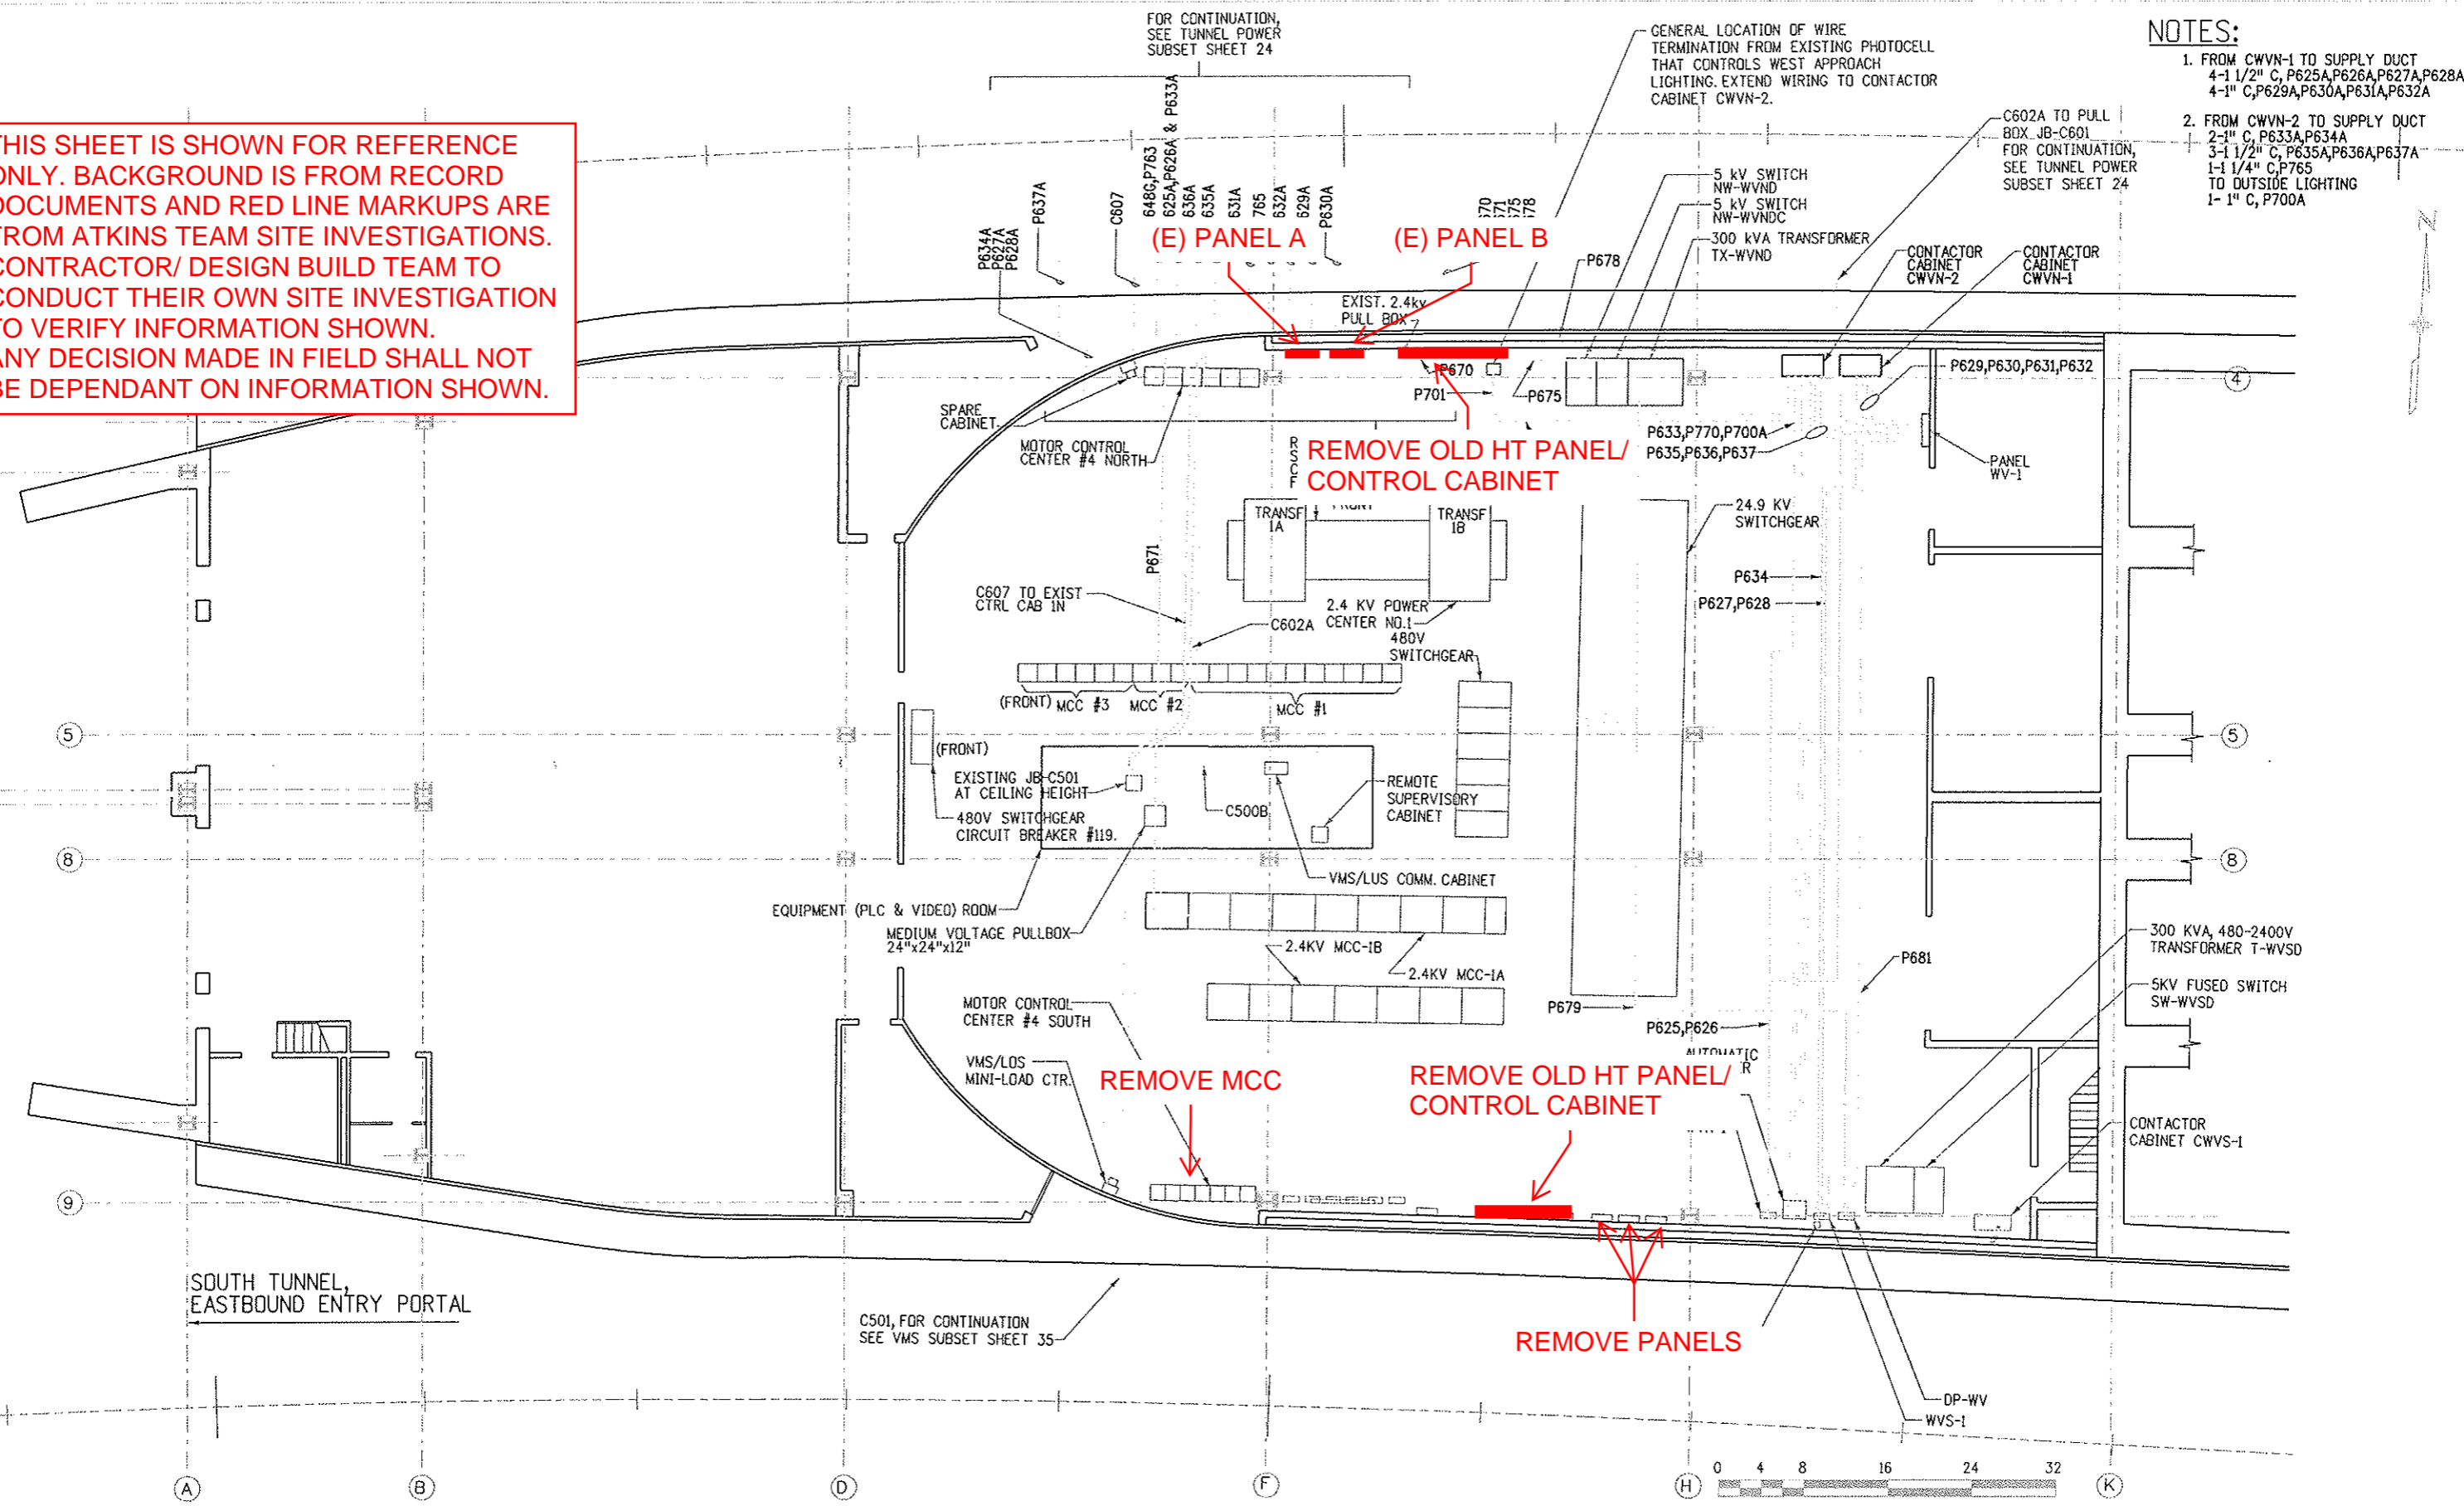 FOR CONTINUATION,
SEE TUNNEL POWER
SUBSET SHEET 24
GENERAL LOCATION OF WIRE
TERMINATION FROM EXISTING PHOTOCELL
THAT CONTROLS WEST APPROACH
LIGHTING. EXTEND WIRING TO CONTACTOR
CABINET CWVN-2.
NOTES:
1. FROM CWVN-1 TO SUPPLY DUCT
4-1 1/2" C, P625A,P626A,P627A,P628A
4-1" C,P629A,P630A,P631A,P632A
2. FROM CWVN-2 TO SUPPLY DUCT
2-1" C, P633A,P634A
3-1 1/2" C, P635A,P636A,P637A
1-1 1/4" C,P765
TO OUTSIDE LIGHTING
1- 1" C, P700A
THIS SHEET IS SHOWN FOR REFERENCE
ONLY. BACKGROUND IS FROM RECORD
DOCUMENTS AND RED LINE MARKUPS ARE
FROM ATKINS TEAM SITE INVESTIGATIONS.
CONTRACTOR/ DESIGN BUILD TEAM TO
CONDUCT THEIR OWN SITE INVESTIGATION
TO VERIFY INFORMATION SHOWN.
ANY DECISION MADE IN FIELD SHALL NOT
BE DEPENDANT ON INFORMATION SHOWN.
C602A TO PULL
BOX JB-C601
FOR CONTINUATION,
SEE TUNNEL POWER
SUBSET SHEET 24
P634A
P627A
P628A
P637A
C607
648G,P763
625A,P626A & P633A
636A
635A
631A
765
632A
629A
P630A
670
671
675
678
(E) PANEL A
(E) PANEL B
5 kV SWITCH
NW-WVND
5 kV SWITCH
NW-WVNDC
300 kVA TRANSFORMER
TX-WVND
P678
CONTACTOR
CABINET
CWVN-2
CONTACTOR
CABINET
CWVN-1
N
EXIST. 2.4kv
PULL BOX
P670
P701
P675
P629,P630,P631,P632
4
SPARE
CABINET
MOTOR CONTROL
CENTER #4 NORTH
R
S
C
F
REMOVE OLD HT PANEL/
CONTROL CABINET
P633,P770,P700A
P635,P636,P637
PANEL
WV-1
TRANSF
1A
FRONT
TRANSF
1B
24.9 KV
SWITCHGEAR
P671
P634
P627,P628
C607 TO EXIST
CTRL CAB 1N
C602A
2.4 KV POWER
CENTER NO.1
480V
SWITCHGEAR
(FRONT)
MCC #3
MCC #2
MCC #1
5
5
(FRONT)
EXISTING JB-C501
AT CEILING HEIGHT
480V SWITCHGEAR
CIRCUIT BREAKER #119.
C500B
REMOTE
SUPERVISORY
CABINET
8
8
VMS/LUS COMM. CABINET
EQUIPMENT (PLC & VIDEO) ROOM
MEDIUM VOLTAGE PULLBOX
24"x24"x12"
2.4KV MCC-1B
2.4KV MCC-1A
300 KVA, 480-2400V
TRANSFORMER T-WVSD
P681
5KV FUSED SWITCH
SW-WVSD
MOTOR CONTROL
CENTER #4 SOUTH
P679
P625,P626
AUTOMATIC
R
VMS/LOS
MINI-LOAD CTR.
REMOVE MCC
REMOVE OLD HT PANEL/
CONTROL CABINET
CONTACTOR
CABINET CWVS-1
9
SOUTH TUNNEL,
EASTBOUND ENTRY PORTAL
C501, FOR CONTINUATION
SEE VMS SUBSET SHEET 35
REMOVE PANELS
DP-WV
WVS-1
0 4 8 16 24 32
A
B
D
F
H
K